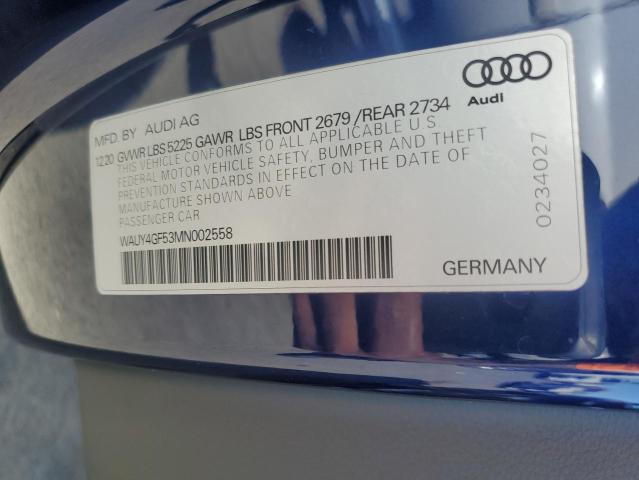 MFD. BY AUDI AG
12.20 GVWR LBS 5225 GAWR LBS FRONT 2679 /REAR 2734
THIS VEHICLE CONFORMS TO ALL APPLICABLE U.S.
FEDERAL MOTOR VEHICLE SAFETY, BUMPER AND THEFT
PREVENTION STANDARDS IN EFFECT ON THE DATE OF
MANUFACTURE SHOWN ABOVE
PASSENGER CAR
WAUY4GF53MN002558
Audi
0234027
GERMANY